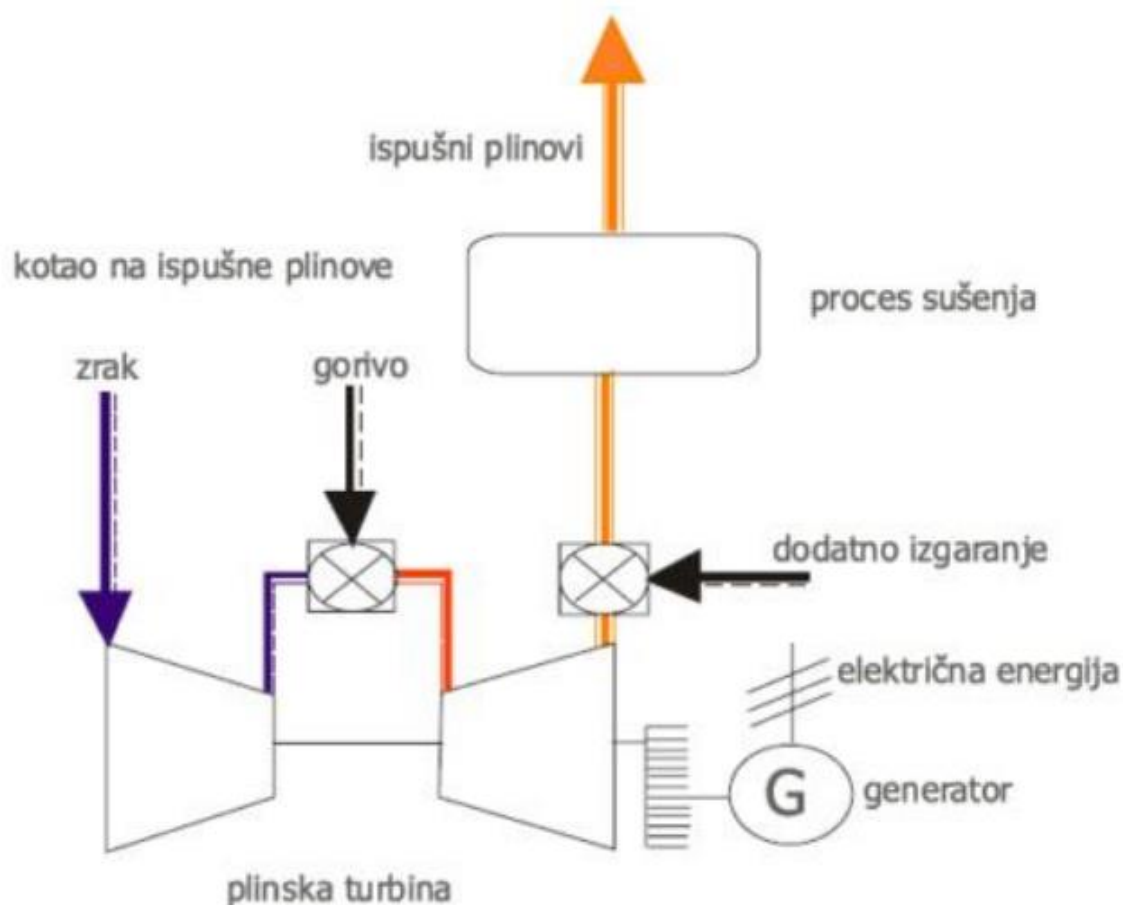 ispušni plinovi
kotao na ispušne plinove
proces sušenja
zrak
gorivo
dodatno izgaranje
električna energija
G
generator
plinska turbina